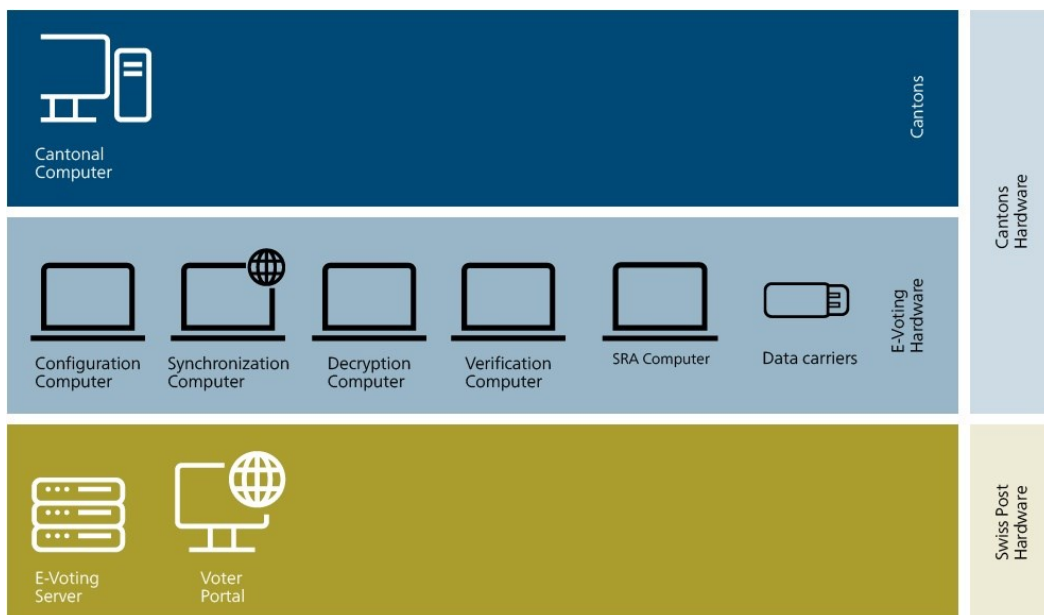 Cantonal
Computer
Cantons
Cantons
Hardware
Configuration
Computer
Synchronization
Computer
Decryption
Computer
Verification
Computer
SRA Computer
Data carriers
E-Voting
Hardware
E-Voting
Server
Voter
Portal
Swiss Post
Hardware